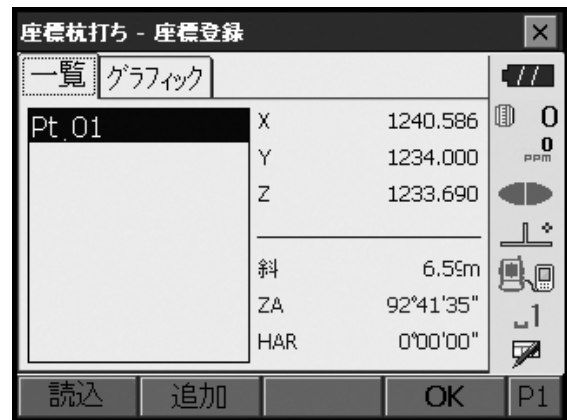 座標杭打ち - 座標登録 ×
一覧 グラフィック
Pt_01
X 1240.586
Y 1234.000
Z 1233.690
斜 6.59m
ZA 92°41'35"
HAR 0°00'00"
0
0
ppm
1
読込 追加 OK P1